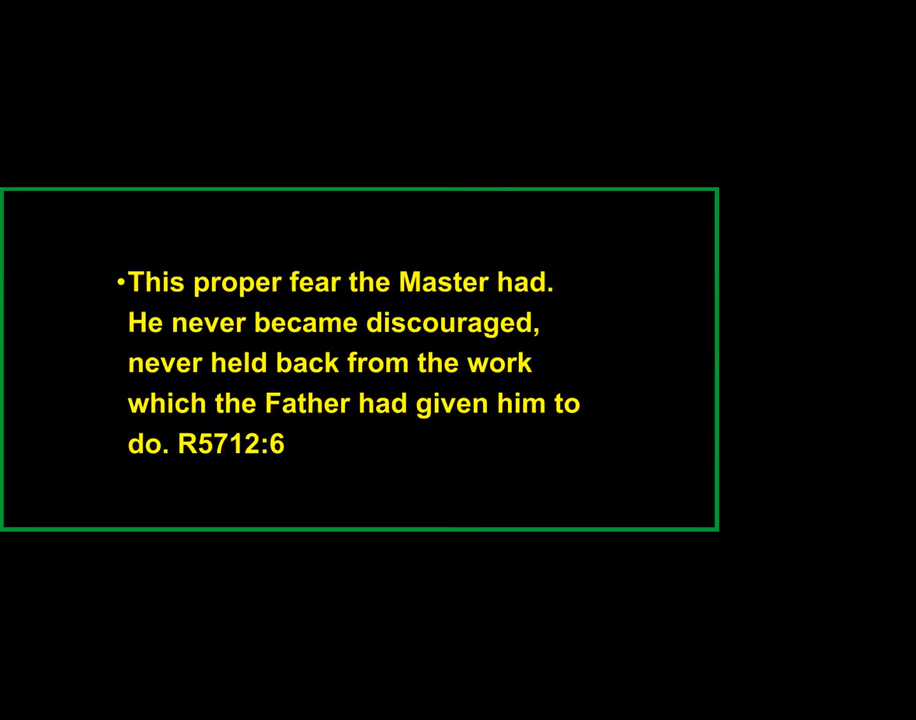 •This proper fear the Master had.
He never became discouraged,
never held back from the work
which the Father had given him to
do. R5712:6